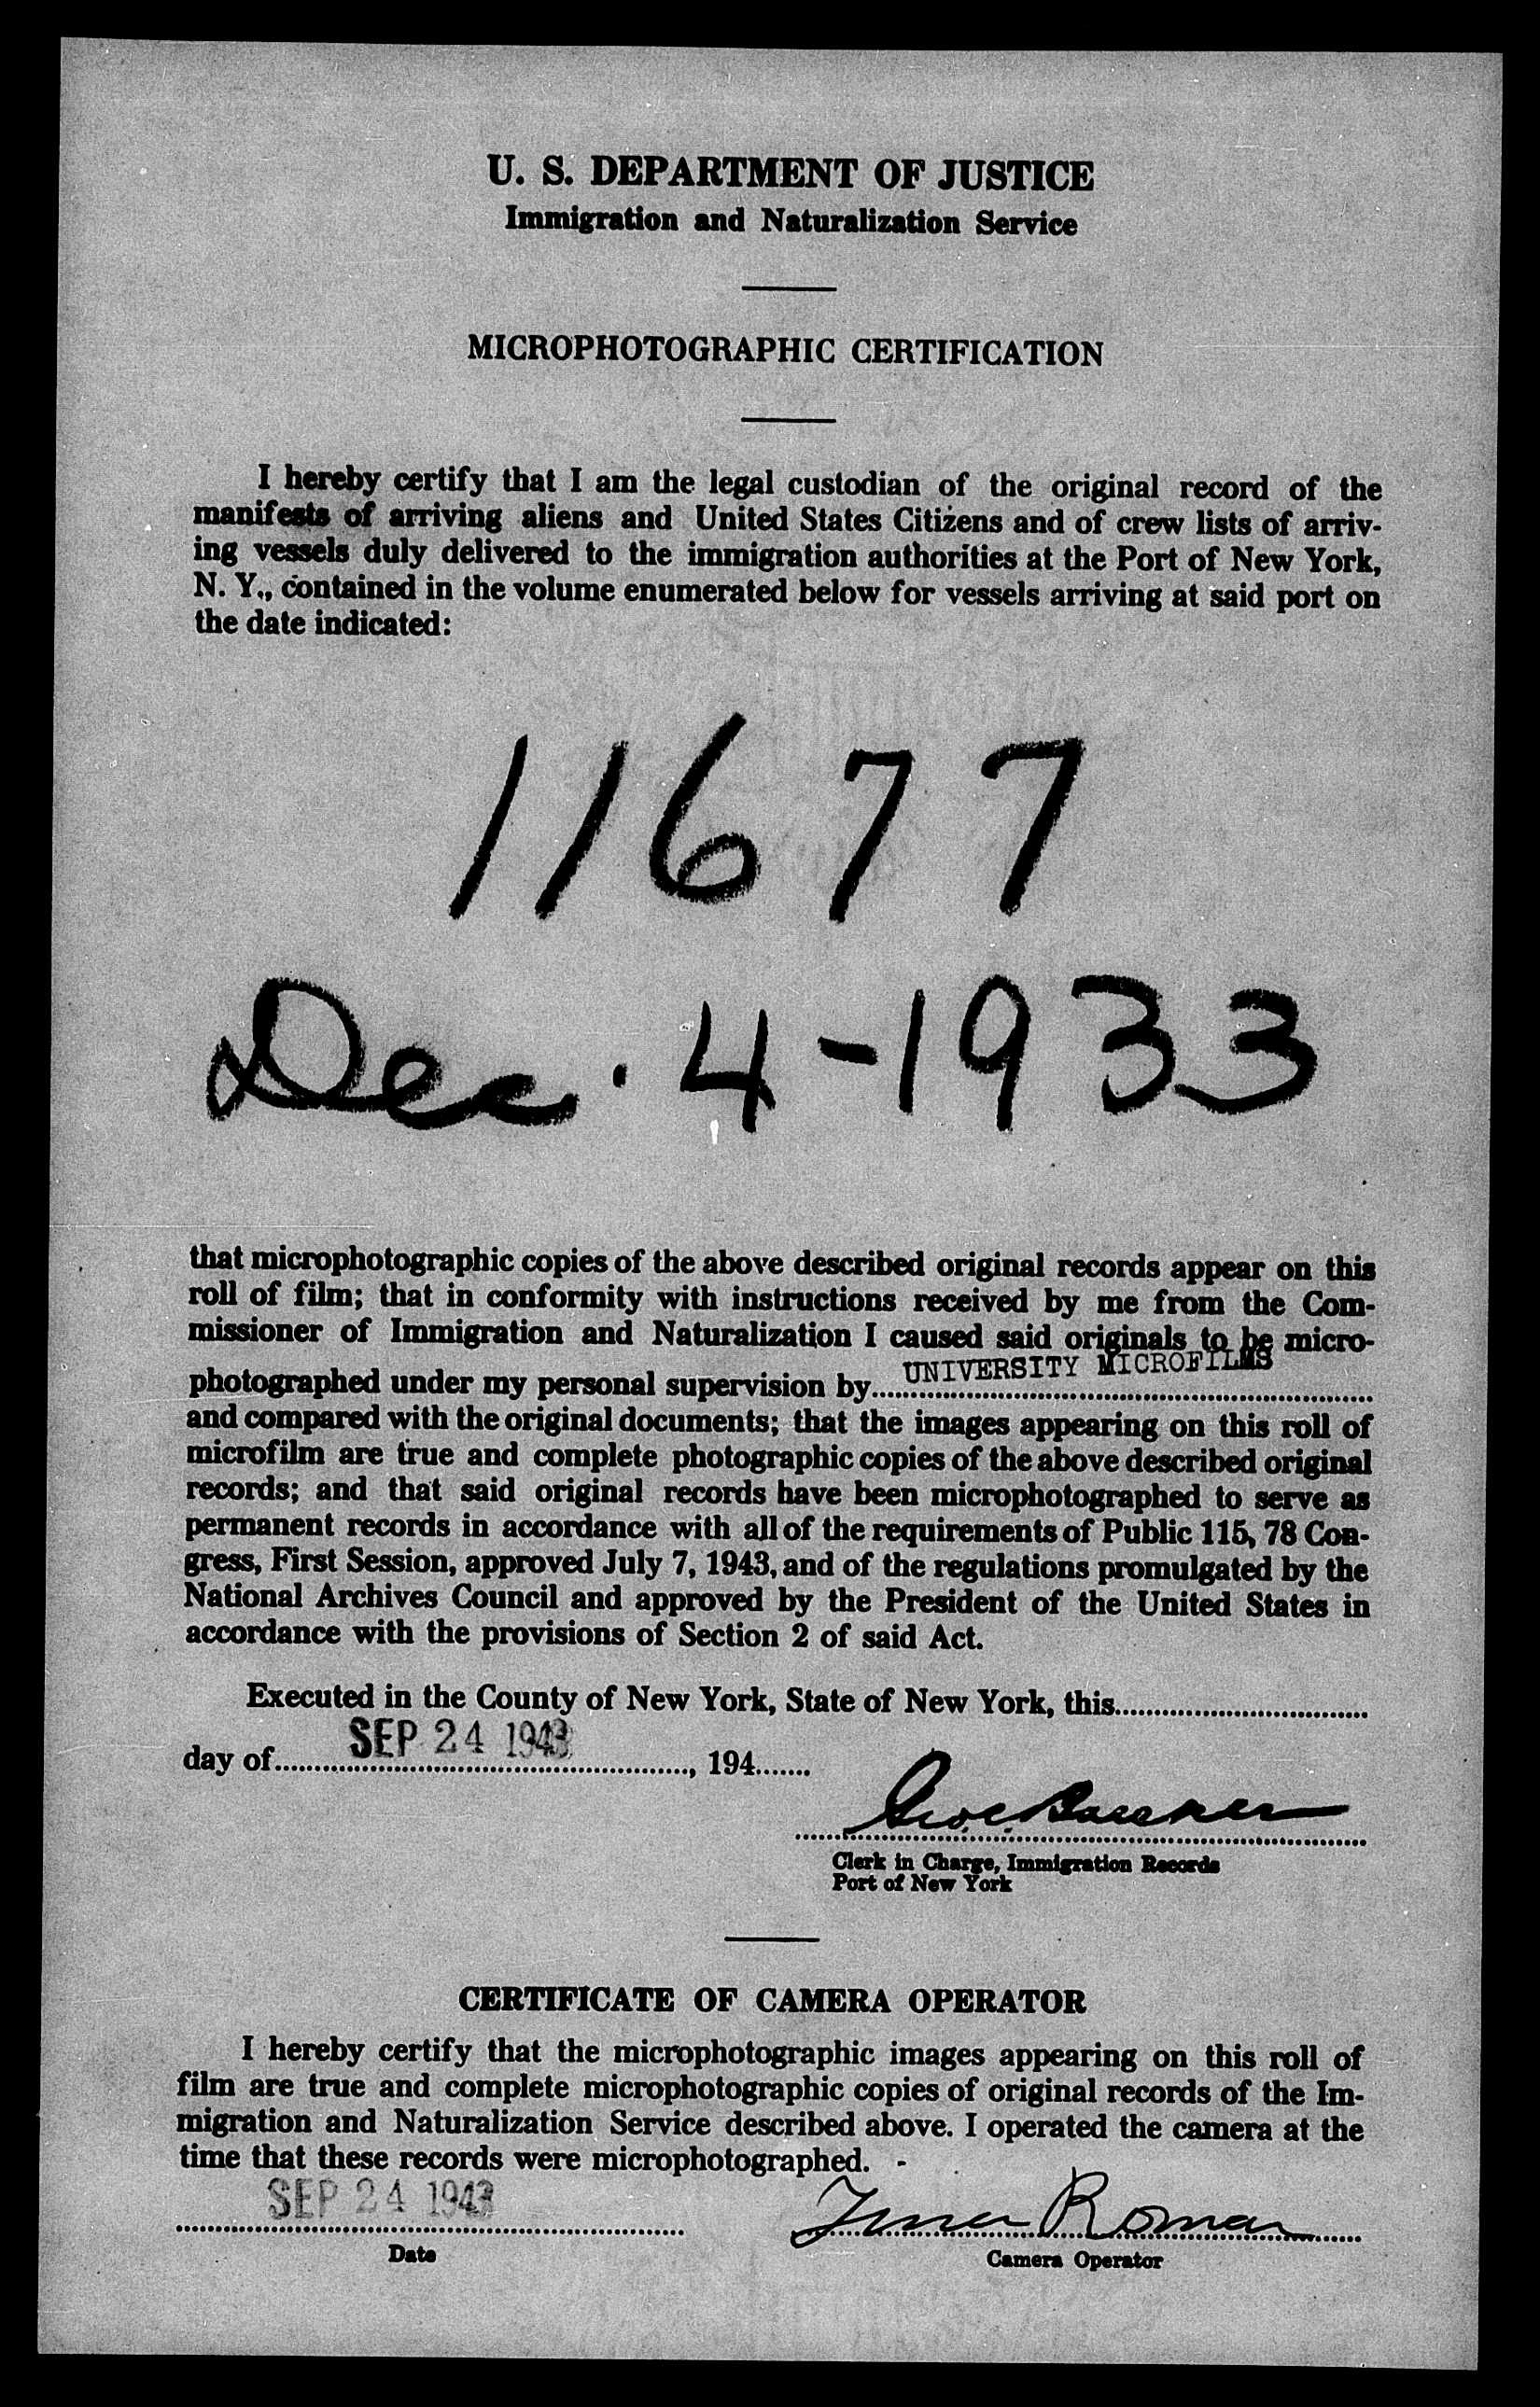 U. S. DEPARTMENT OF JUSTICE
Immigration and Naturalization Service
MICROPHOTOGRAPHIC CERTIFICATION
I hereby certify that I am the legal custodian of the original record of the
manifests of arriving aliens and United States Citizens and of crew lists of arriv-
ing vessels duly delivered to the immigration authorities at the Port of New York,
N. Y., contained in the volume enumerated below for vessels arriving at said port on
the date indicated:
11677
Dec. 4-1933
that microphotographic copies of the above described original records appear on this
roll of film; that in conformity with instructions received by me from the Com-
missioner of Immigration and Naturalization I caused said originals to be micro-
photographed under my personal supervision by UNIVERSITY MICROFILMS
and compared with the original documents; that the images appearing on this roll of
microfilm are true and complete photographic copies of the above described original
records; and that said original records have been microphotographed to serve as
permanent records in accordance with all of the requirements of Public 115, 78 Con-
gress, First Session, approved July 7, 1943, and of the regulations promulgated by the
National Archives Council and approved by the President of the United States in
accordance with the provisions of Section 2 of said Act.
Executed in the County of New York, State of New York, this
day of SEP 24 1943, 194
Clerk in Charge, Immigration Records
Port of New York
CERTIFICATE OF CAMERA OPERATOR
I hereby certify that the microphotographic images appearing on this roll of
film are true and complete microphotographic copies of original records of the Im-
migration and Naturalization Service described above. I operated the camera at the
time that these records were microphotographed. -
SEP 24 1943 Roman
Date
Camera Operator